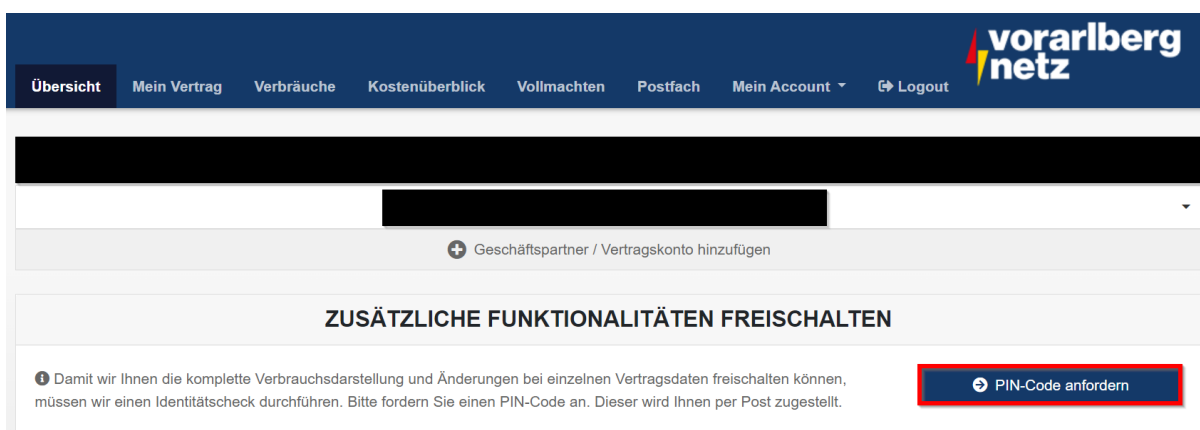 vorarlberg
netz
Übersicht Mein Vertrag Verbräuche Kostenüberblick Vollmachten Postfach Mein Account Logout
Geschäftspartner / Vertragskonto hinzufügen
ZUSÄTZLICHE FUNKTIONALITÄTEN FREISCHALTEN
Damit wir Ihnen die komplette Verbrauchsdarstellung und Änderungen bei einzelnen Vertragsdaten freischalten können,
müssen wir einen Identitätscheck durchführen. Bitte fordern Sie einen PIN-Code an. Dieser wird Ihnen per Post zugestellt.
PIN-Code anfordern